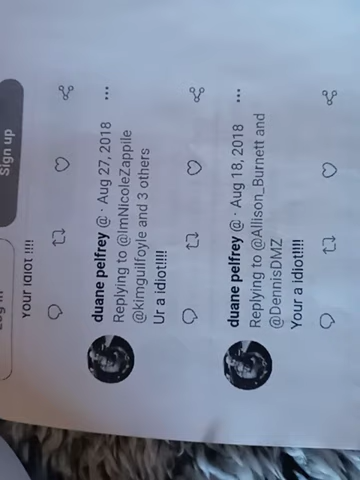 Sign up
Your idiot !!!!
duane pelfrey @ · Aug 27, 2018 ...
Replying to @ImNicoleZappile
@kimguilfoyle and 3 others
Ur a idiot!!!!
duane pelfrey @ · Aug 18, 2018 ...
Replying to @Allison_Burnett and
@DennisDMZ
Your a idiot!!!!